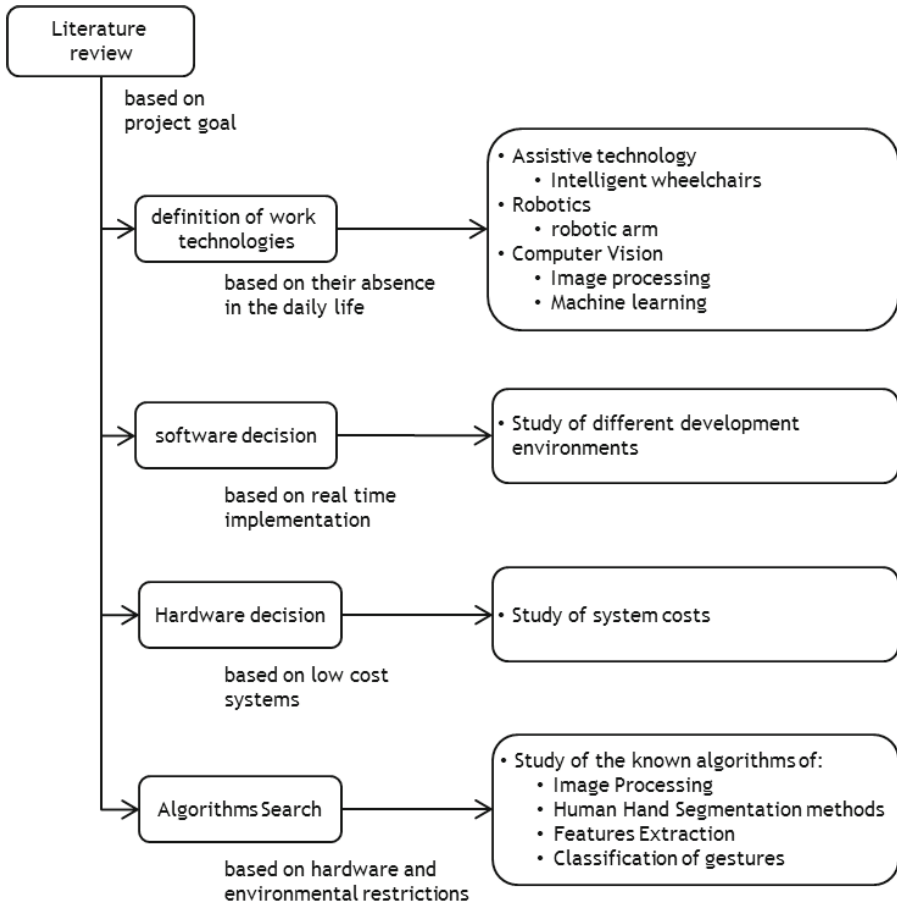 Literature
review
based on
project goal
definition of work
technologies
based on their absence
in the daily life
• Assistive technology
• Intelligent wheelchairs
• Robotics
• robotic arm
• Computer Vision
• Image processing
• Machine learning
software decision
based on real time
implementation
• Study of different development
environments
Hardware decision
based on low cost
systems
• Study of system costs
Algorithms Search
based on hardware and
environmental restrictions
• Study of the known algorithms of:
• Image Processing
• Human Hand Segmentation methods
• Features Extraction
• Classification of gestures